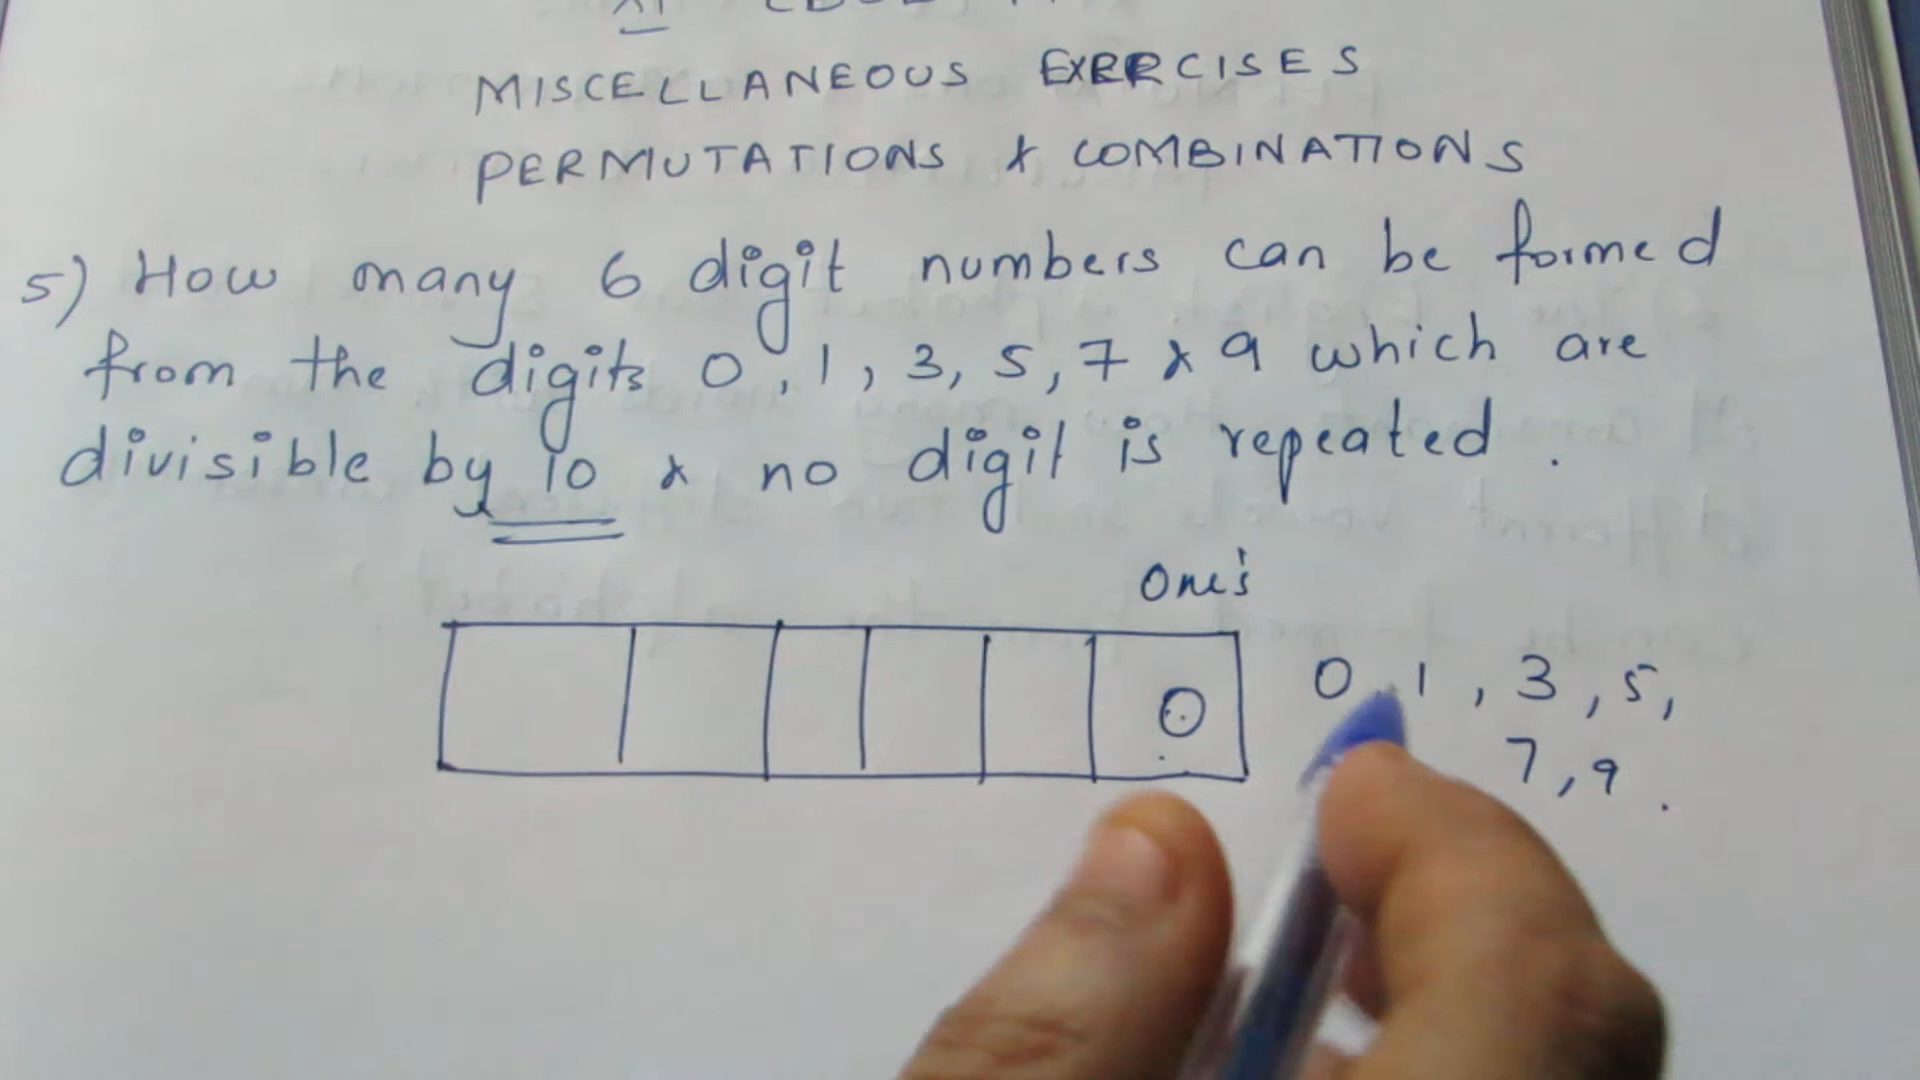 MISCELLANEOUS EXERCISES
PERMUTATIONS & COMBINATIONS
5) How many 6 digit numbers can be formed
from the digits 0, 1, 3, 5, 7 & 9 which are
divisible by 10 & no digit is repeated.
One's
0 0, 1, 3, 5,
7, 9.